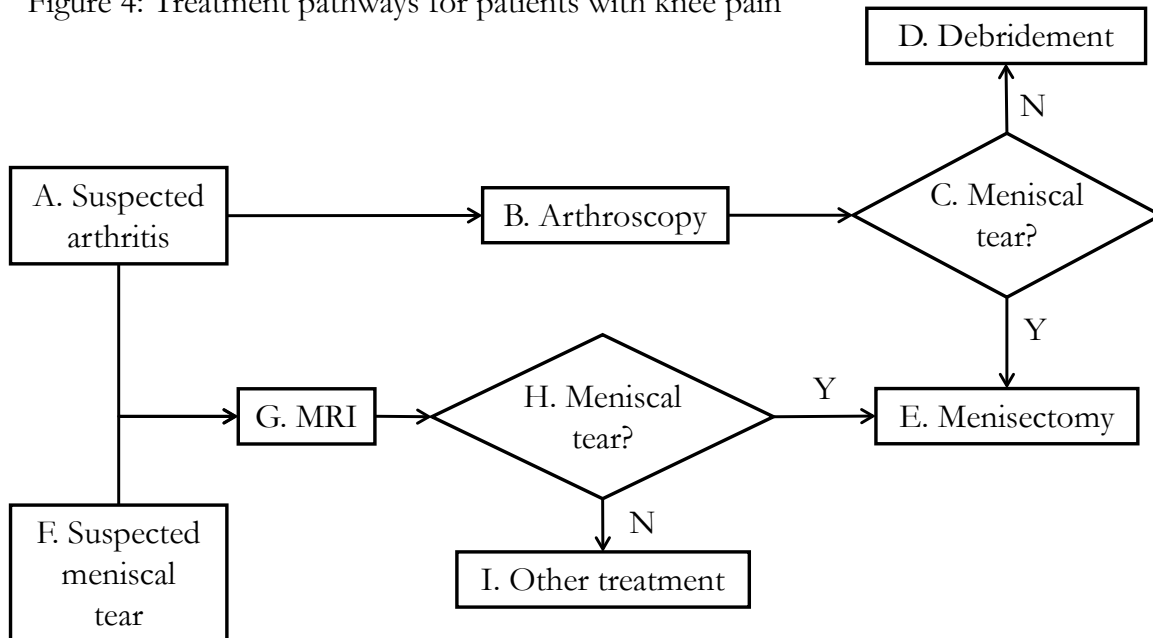 Figure 4: Treatment pathways for patients with knee pain
D. Debridement
N
A. Suspected
arthritis
B. Arthroscopy
C. Meniscal
tear?
Y
G. MRI
H. Meniscal
tear?
Y
E. Menisectomy
N
F. Suspected
meniscal
tear
I. Other treatment